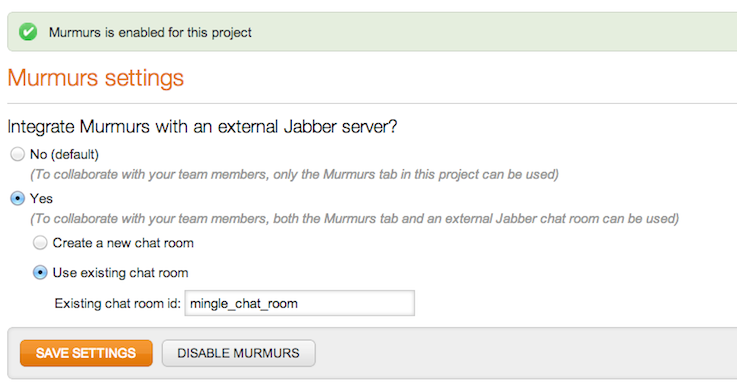 Murmurs is enabled for this project
Murmurs settings
Integrate Murmurs with an external Jabber server?
No (default)
(To collaborate with your team members, only the Murmurs tab in this project can be used)
Yes
(To collaborate with your team members, both the Murmurs tab and an external Jabber chat room can be used)
Create a new chat room
Use existing chat room
Existing chat room id: mingle_chat_room
SAVE SETTINGS DISABLE MURMURS